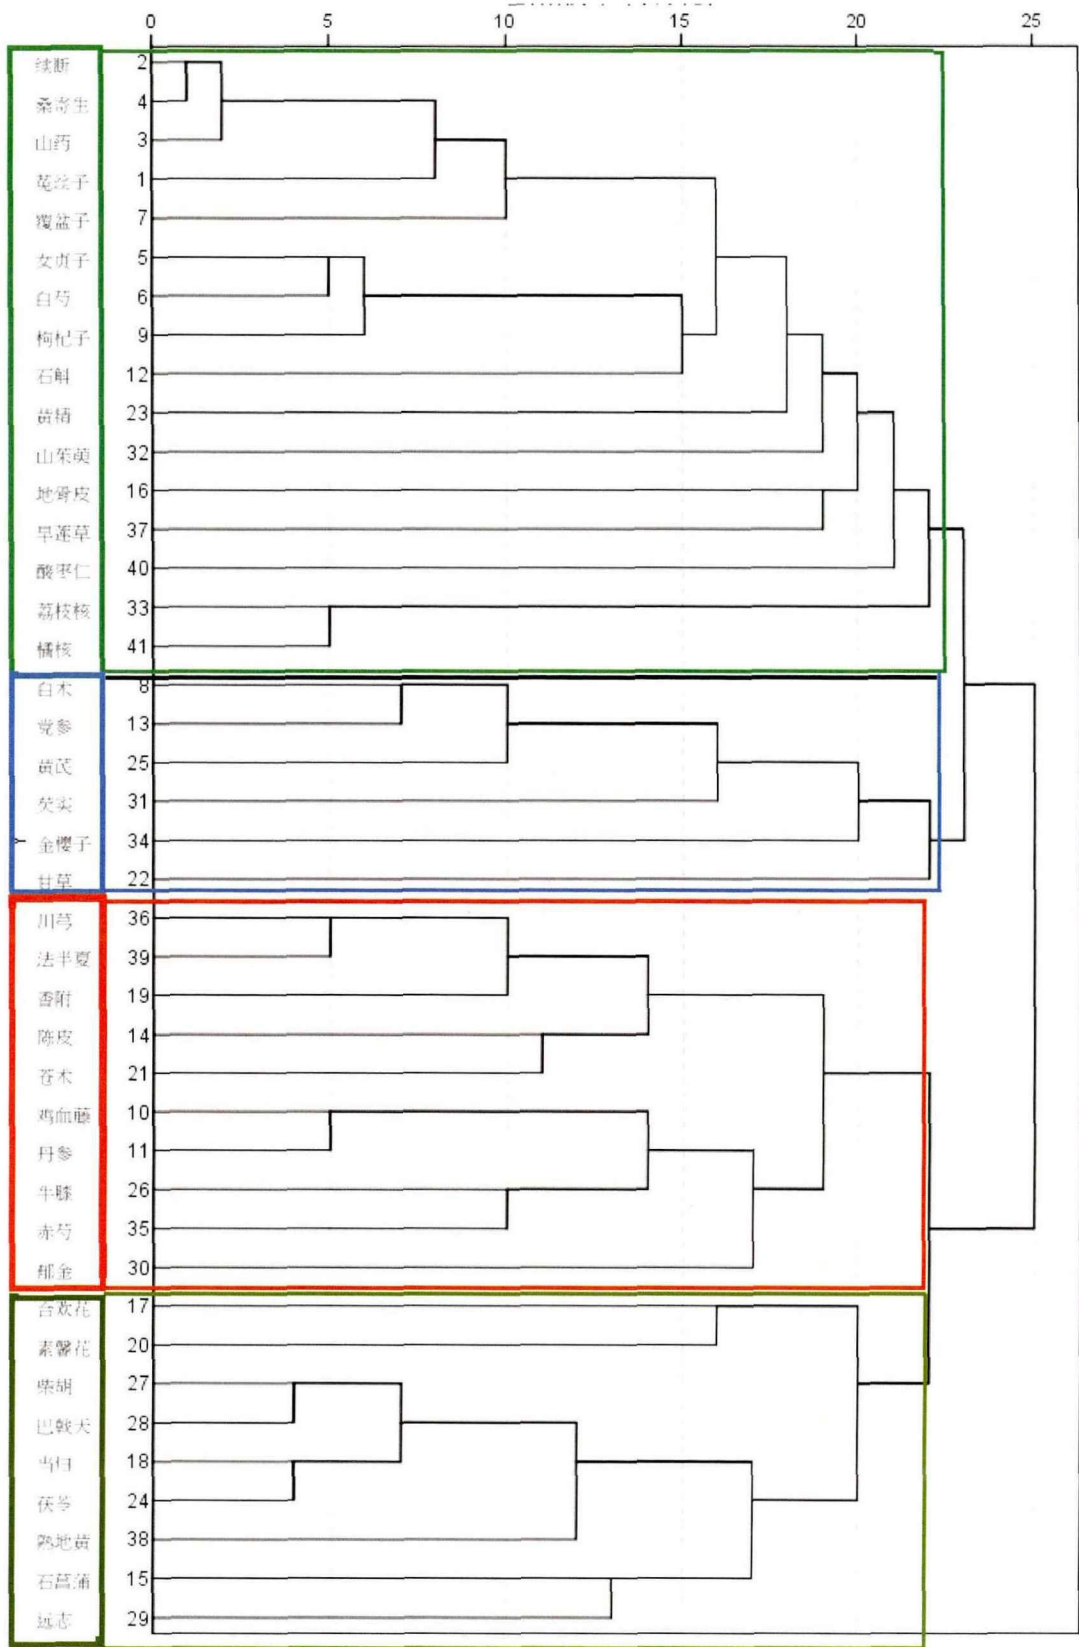 0 5 10 15 20 25
续断 2
桑寄生 4
山药 3
菟丝子 1
覆盆子 7
女贞子 5
白芍 6
枸杞子 9
石斛 12
黄精 23
山茱萸 32
地骨皮 16
旱莲草 37
酸枣仁 40
荔枝核 33
橘核 41
白术 8
党参 13
黄芪 25
芡实 31
金樱子 34
甘草 22
川芎 36
法半夏 39
香附 19
陈皮 14
苍术 21
鸡血藤 10
丹参 11
牛膝 26
赤芍 35
郁金 30
合欢花 17
素馨花 20
柴胡 27
巴戟天 28
当归 18
茯苓 24
熟地黄 38
石菖蒲 15
远志 29